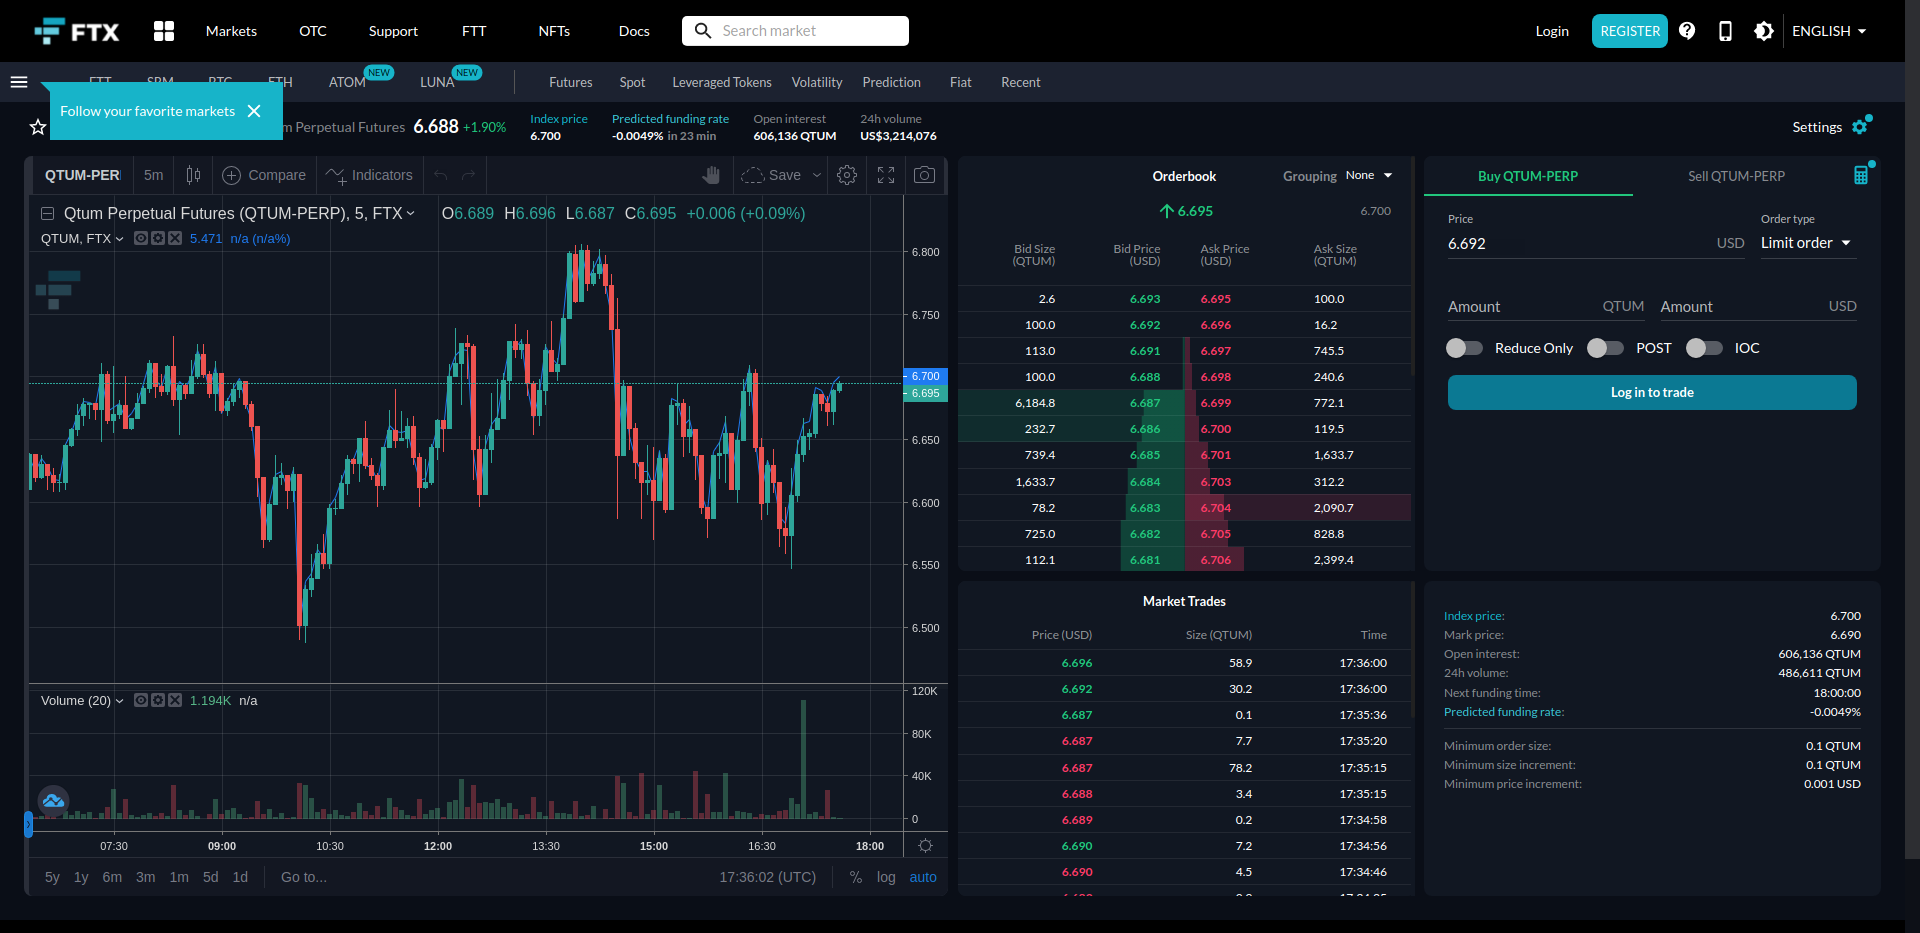 FTX Markets OTC Support FTT NFTs Docs Search market Login REGISTER ENGLISH
ATOM NEW LUNA NEW Futures Spot Leveraged Tokens Volatility Prediction Fiat Recent
Follow your favorite markets
Perpetual Futures 6.688 +1.90%
Index price
6.700
Predicted funding rate
-0.0049% in 23 min
Open interest
606,136 QTUM
24h volume
US$3,214,076
Settings
QTUM-PER 5m Compare Indicators Save
Qtum Perpetual Futures (QTUM-PERP), 5, FTX O6.689 H6.696 L6.687 C6.695 +0.006 (+0.09%)
QTUM, FTX 5.471 n/a (n/a%)
6.800
6.750
6.700
6.695
6.650
6.600
6.550
6.500
Volume (20) 1.194K n/a
120K
80K
40K
0
07:30 09:00 10:30 12:00 13:30 15:00 16:30 18:00
5y 1y 6m 3m 1m 5d 1d Go to... 17:36:02 (UTC) % log auto
Orderbook Grouping None
6.695 6.700
Bid Size (QTUM) Bid Price (USD) Ask Price (USD) Ask Size (QTUM)
2.6 6.693 6.695 100.0
100.0 6.692 6.696 16.2
113.0 6.691 6.697 745.5
100.0 6.688 6.698 240.6
6,184.8 6.687 6.699 772.1
232.7 6.686 6.700 119.5
739.4 6.685 6.701 1,633.7
1,633.7 6.684 6.703 312.2
78.2 6.683 6.704 2,090.7
725.0 6.682 6.705 828.8
112.1 6.681 6.706 2,399.4
Market Trades
Price (USD) Size (QTUM) Time
6.696 58.9 17:36:00
6.692 30.2 17:36:00
6.687 0.1 17:35:36
6.687 7.7 17:35:20
6.687 78.2 17:35:15
6.688 3.4 17:35:15
6.689 0.2 17:34:58
6.690 7.2 17:34:56
6.690 4.5 17:34:46
Buy QTUM-PERP Sell QTUM-PERP
Price Order type
6.692 USD Limit order
Amount QTUM Amount USD
Reduce Only POST IOC
Log in to trade
Index price: 6.700
Mark price: 6.690
Open interest: 606,136 QTUM
24h volume: 486,611 QTUM
Next funding time: 18:00:00
Predicted funding rate: -0.0049%
Minimum order size: 0.1 QTUM
Minimum size increment: 0.1 QTUM
Minimum price increment: 0.001 USD